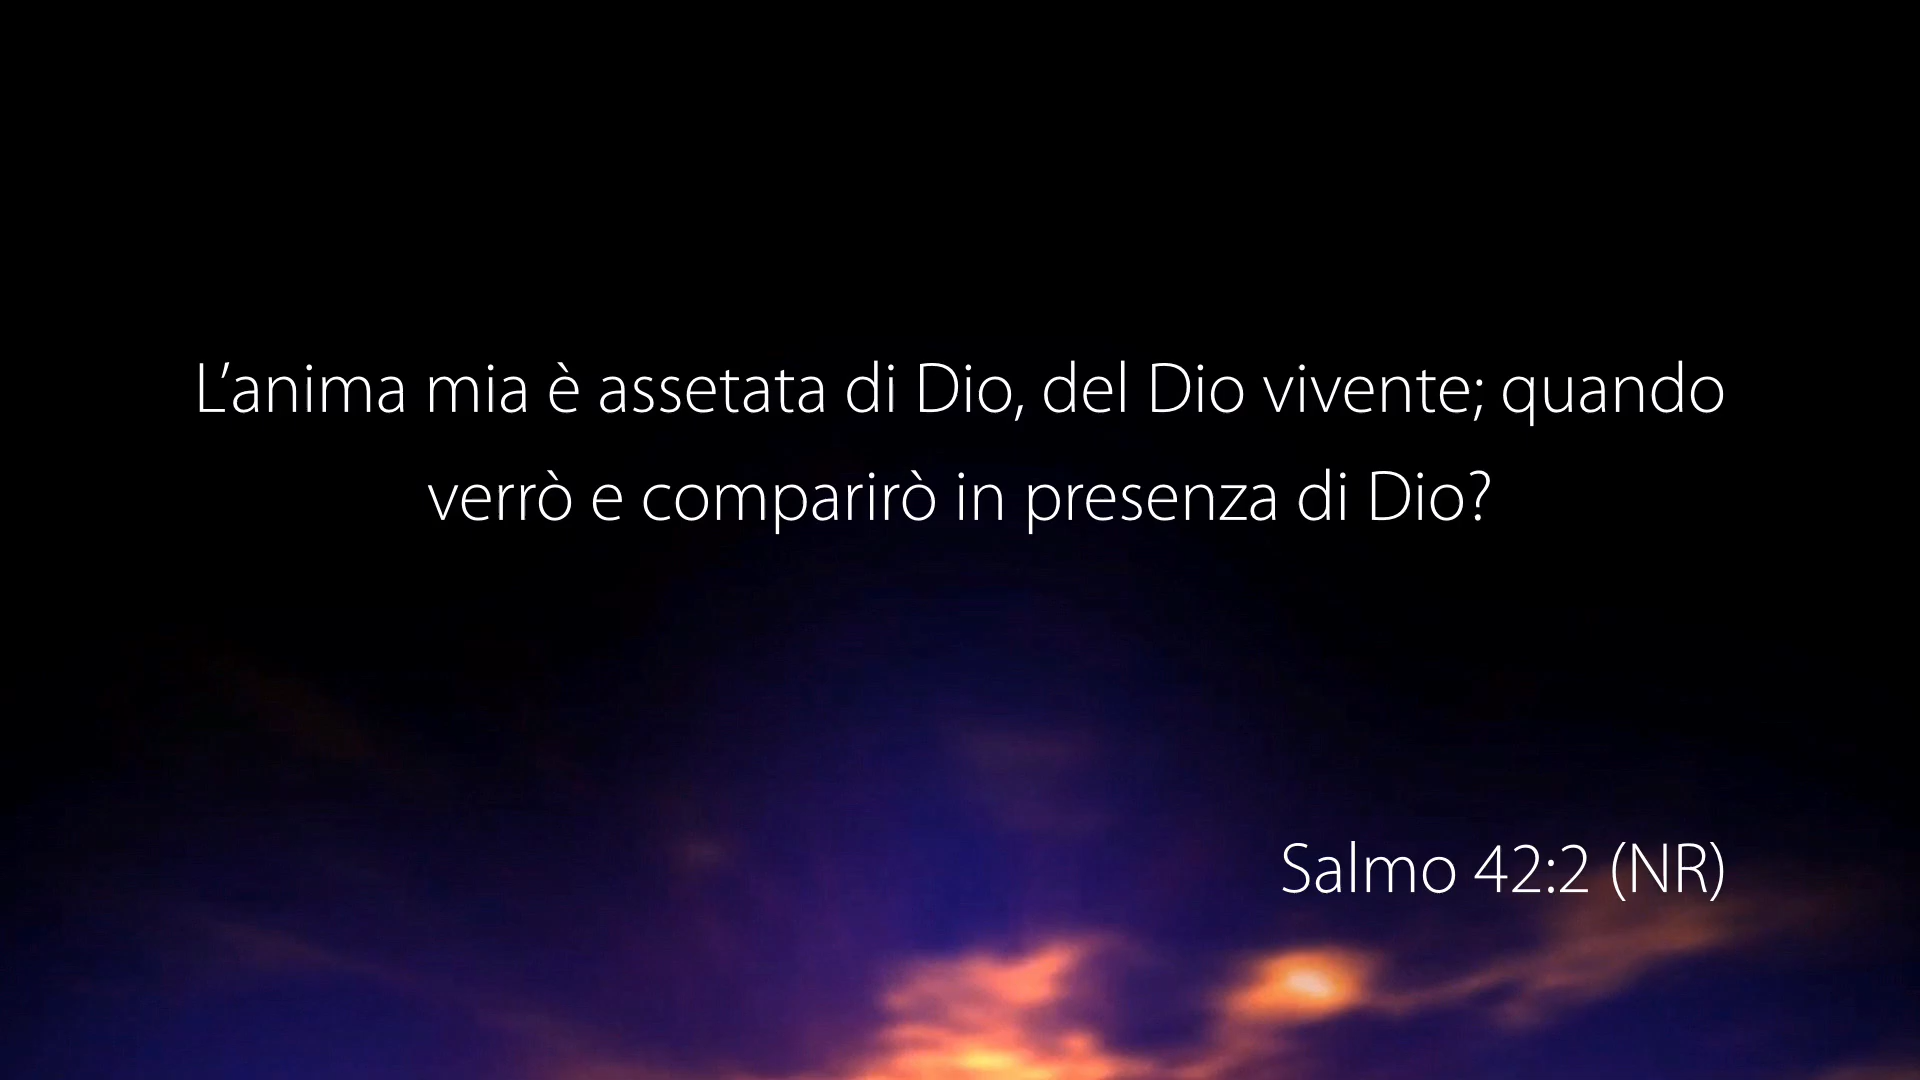 L’anima mia è assetata di Dio, del Dio vivente; quando
verrò e comparirò in presenza di Dio?
Salmo 42:2 (NR)